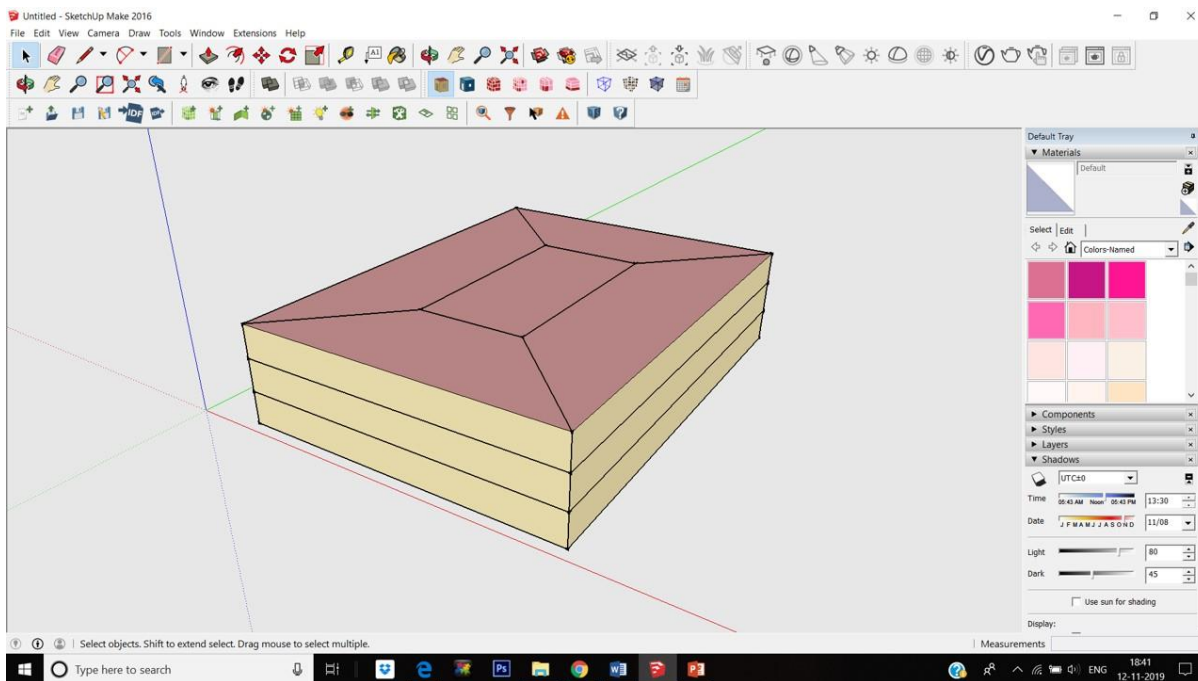 Untitled - SketchUp Make 2016
File Edit View Camera Draw Tools Window Extensions Help
A1
IDF
Default Tray
Materials
Default
Select Edit
Colors-Named
Components
Styles
Layers
Shadows
UTC±0
Time 06:43 AM Noon 05:43 PM 13:30
Date J F M A M J J A S O N D 11/08
Light 80
Dark 45
Use sun for shading
Display:
Select objects. Shift to extend select. Drag mouse to select multiple.
Measurements
Type here to search
Ps
ENG
18:41
12-11-2019